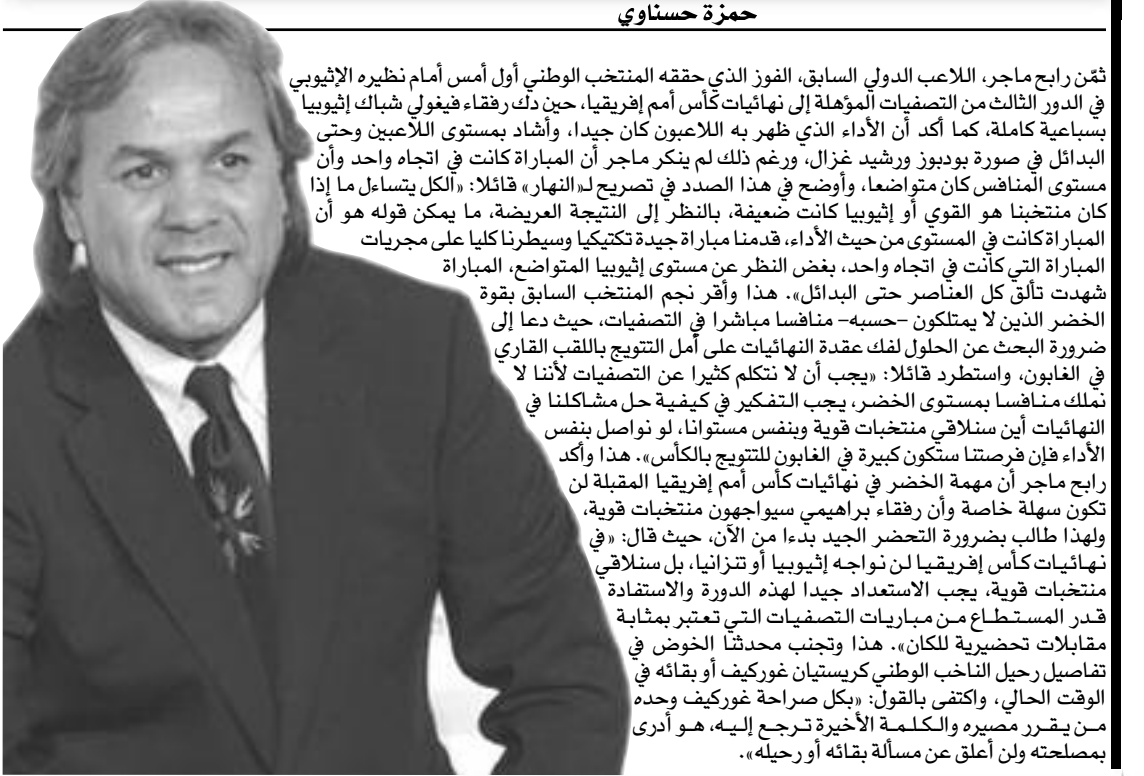 حمزة حسناوي
ثمّن رابح ماجر، اللاعب الدولي السابق، الفوز الذي حققه المنتخب الوطني أول أمس أمام نظيره الإثيوبي
في الدور الثالث من التصفيات المؤهلة إلى نهائيات كأس أمم إفريقيا، حين دك رفقاء فيغولي شباك إثيوبيا
بسباعية كاملة، كما أكد أن الأداء الذي ظهر به اللاعبون كان جيدا، وأشاد بمستوى اللاعبين وحتى
البدائل في صورة بودبوز ورشيد غزال، ورغم ذلك لم ينكر ماجر أن المباراة كانت في اتجاه واحد وأن
مستوى المنافس كان متواضعا، وأوضح في هذا الصدد في تصريح لـ«النهار» قائلا: «الكل يتساءل ما إذا
كان منتخبنا هو القوي أو إثيوبيا كانت ضعيفة، بالنظر إلى النتيجة العريضة، ما يمكن قوله هو أن
المباراة كانت في المستوى من حيث الأداء، قدمنا مباراة جيدة تكتيكيا وسيطرنا كليا على مجريات
المباراة التي كانت في اتجاه واحد، بغض النظر عن مستوى إثيوبيا المتواضع، المباراة
شهدت تألق كل العناصر حتى البدائل». هذا وأقر نجم المنتخب السابق بقوة
الخضر الذين لا يمتلكون –حسبه– منافسا مباشرا في التصفيات، حيث دعا إلى
ضرورة البحث عن الحلول لفك عقدة النهائيات على أمل التتويج باللقب القاري
في الغابون، واستطرد قائلا: «يجب أن لا نتكلم كثيرا عن التصفيات لأننا لا
نملك منافسا بمستوى الخضر، يجب التفكير في كيفية حل مشاكلنا في
النهائيات أين سنلاقي منتخبات قوية وبنفس مستوانا، لو نواصل بنفس
الأداء فإن فرصتنا ستكون كبيرة في الغابون للتتويج بالكأس». هذا وأكد
رابح ماجر أن مهمة الخضر في نهائيات كأس أمم إفريقيا المقبلة لن
تكون سهلة خاصة وأن رفقاء براهيمي سيواجهون منتخبات قوية،
ولهذا طالب بضرورة التحضر الجيد بدءا من الآن، حيث قال: «في
نهائيات كأس إفريقيا لن نواجه إثيوبيا أو تنزانيا، بل سنلاقي
منتخبات قوية، يجب الاستعداد جيدا لهذه الدورة والاستفادة
قدر المستطاع من مباريات التصفيات التي تعتبر بمثابة
مقابلات تحضيرية للكان». هذا وتجنب محدثنا الخوض في
تفاصيل رحيل الناخب الوطني كريستيان غوركيف أو بقائه في
الوقت الحالي، واكتفى بالقول: «بكل صراحة غوركيف وحده
من يقرر مصيره والكلمة الأخيرة ترجع إليه، هو أدرى
بمصلحته ولن أعلق عن مسألة بقائه أو رحيله».